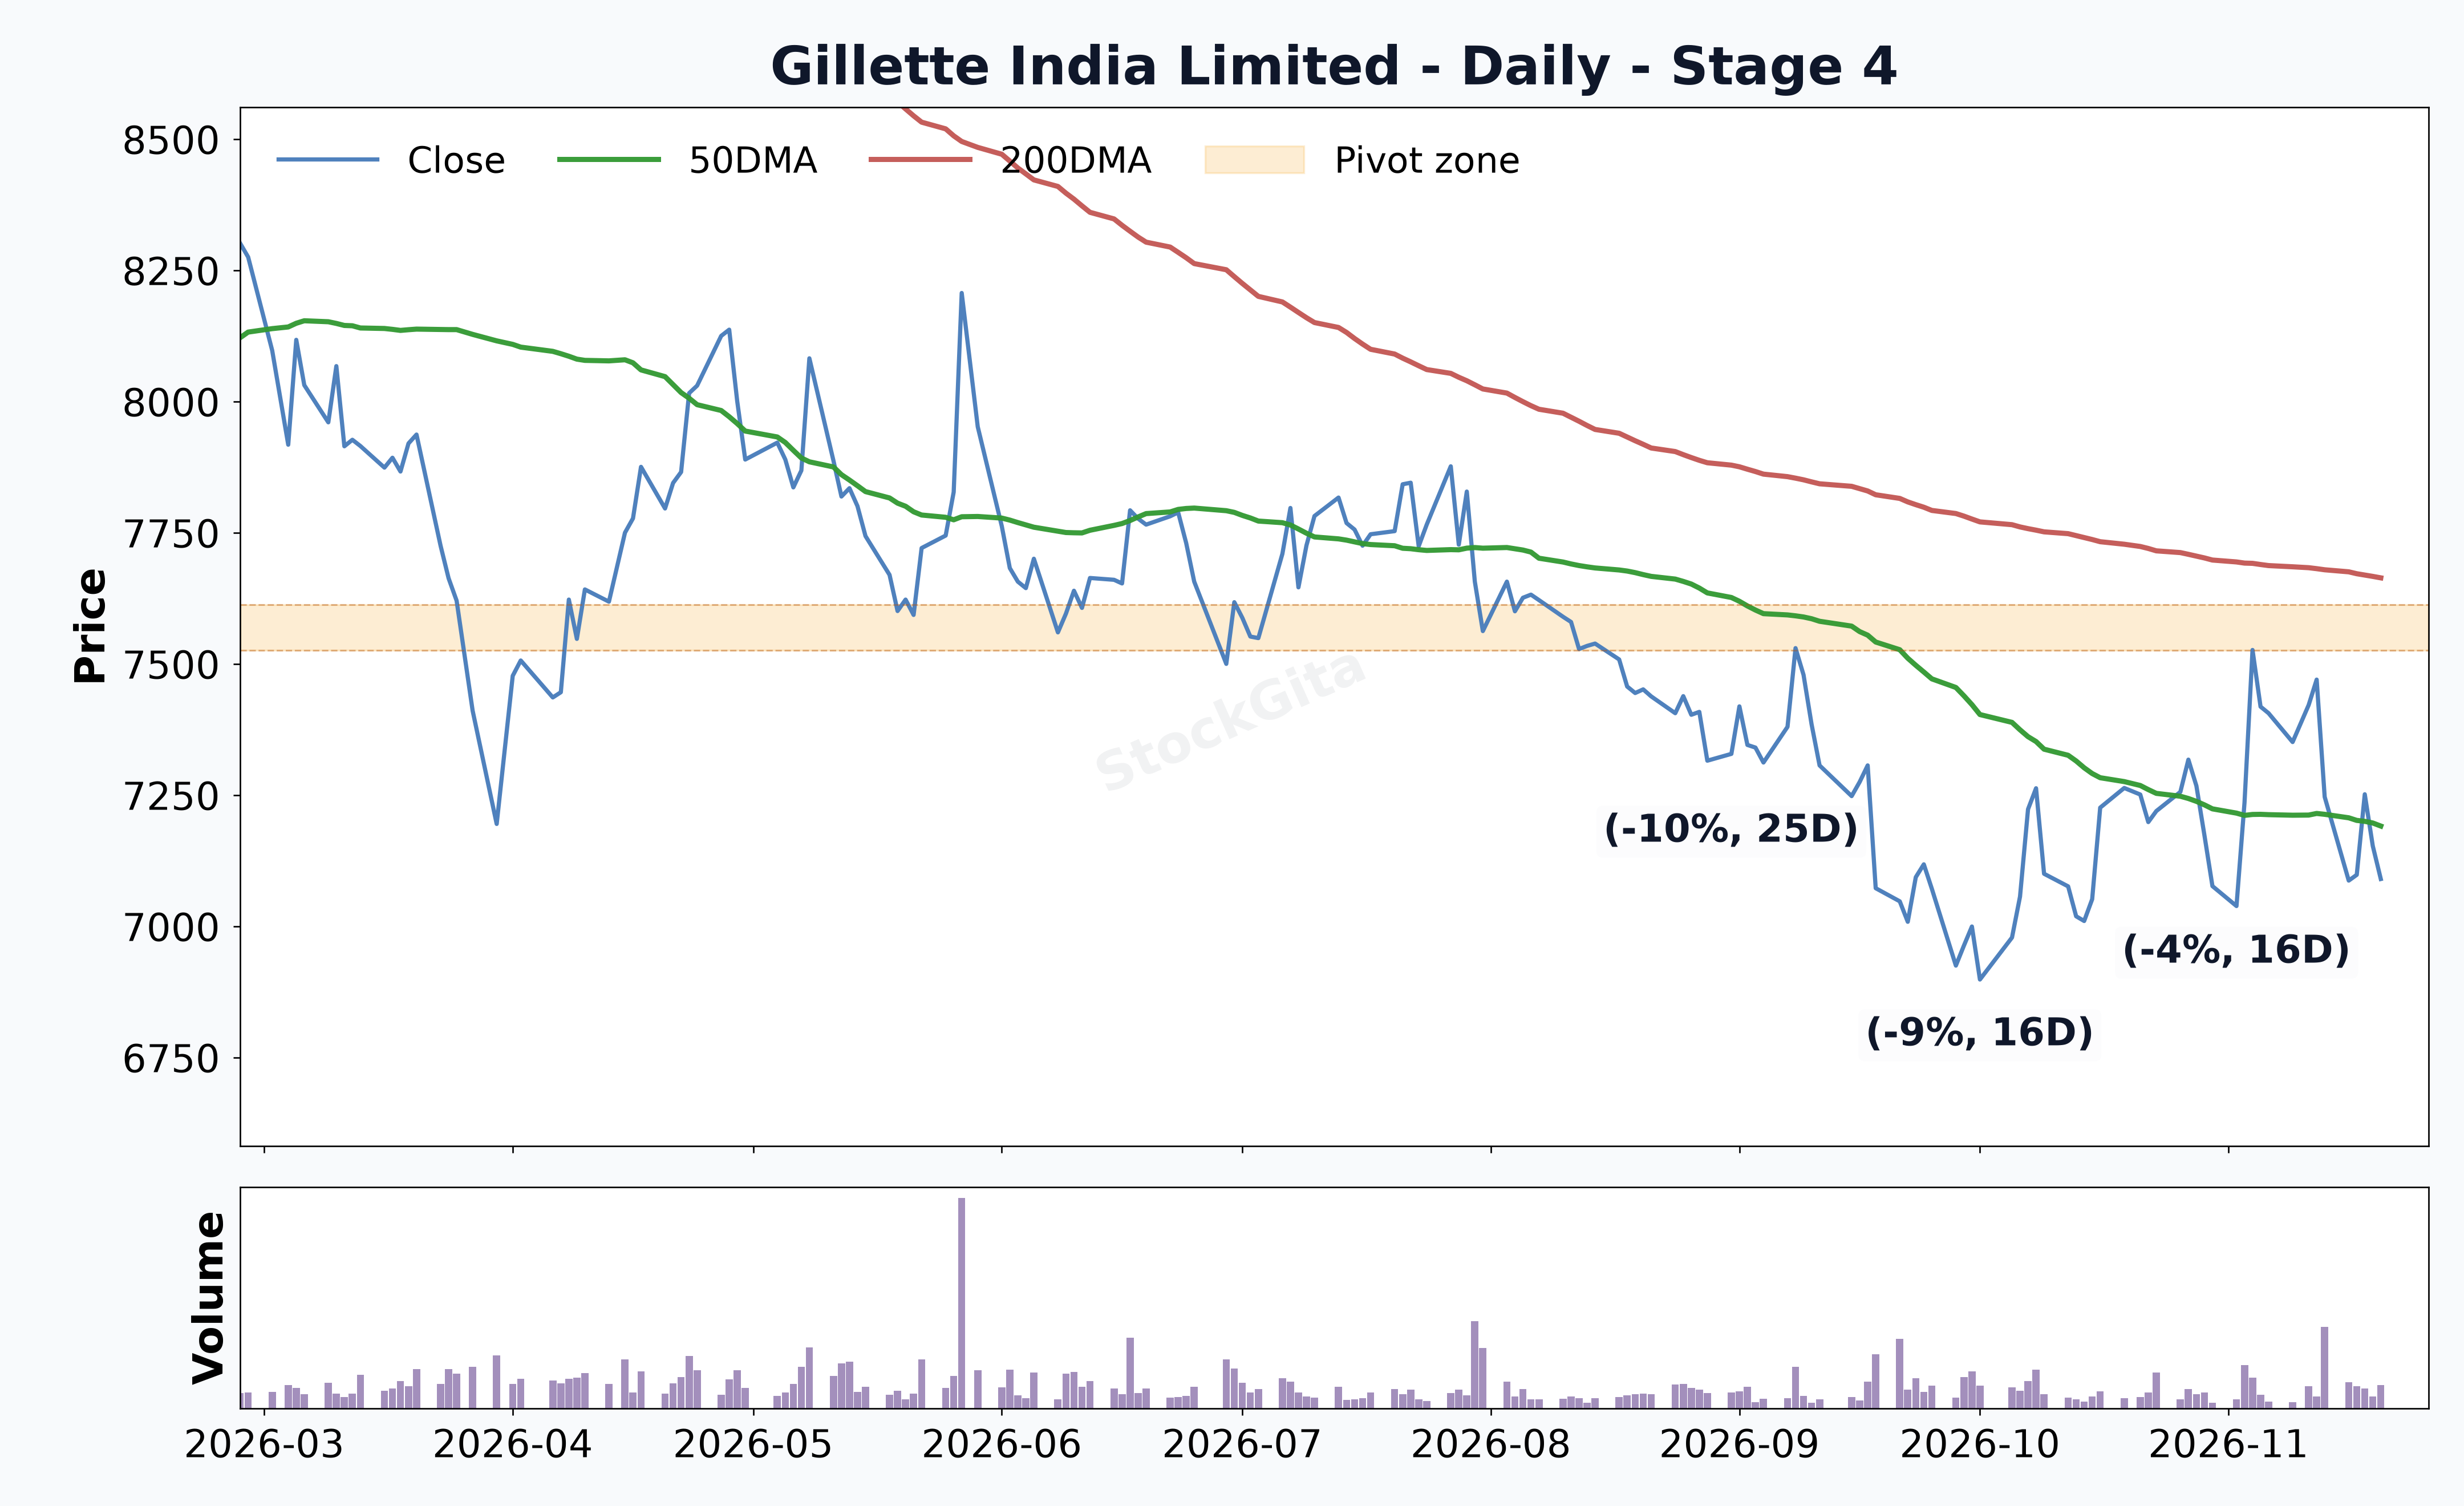 Gillette India Limited - Daily - Stage 4
Close 50DMA 200DMA Pivot zone
8500
8250
8000
7750
7500
7250
7000
6750
Price
StockGita
(-10%, 25D)
(-4%, 16D)
(-9%, 16D)
Volume
2026-03 2026-04 2026-05 2026-06 2026-07 2026-08 2026-09 2026-10 2026-11